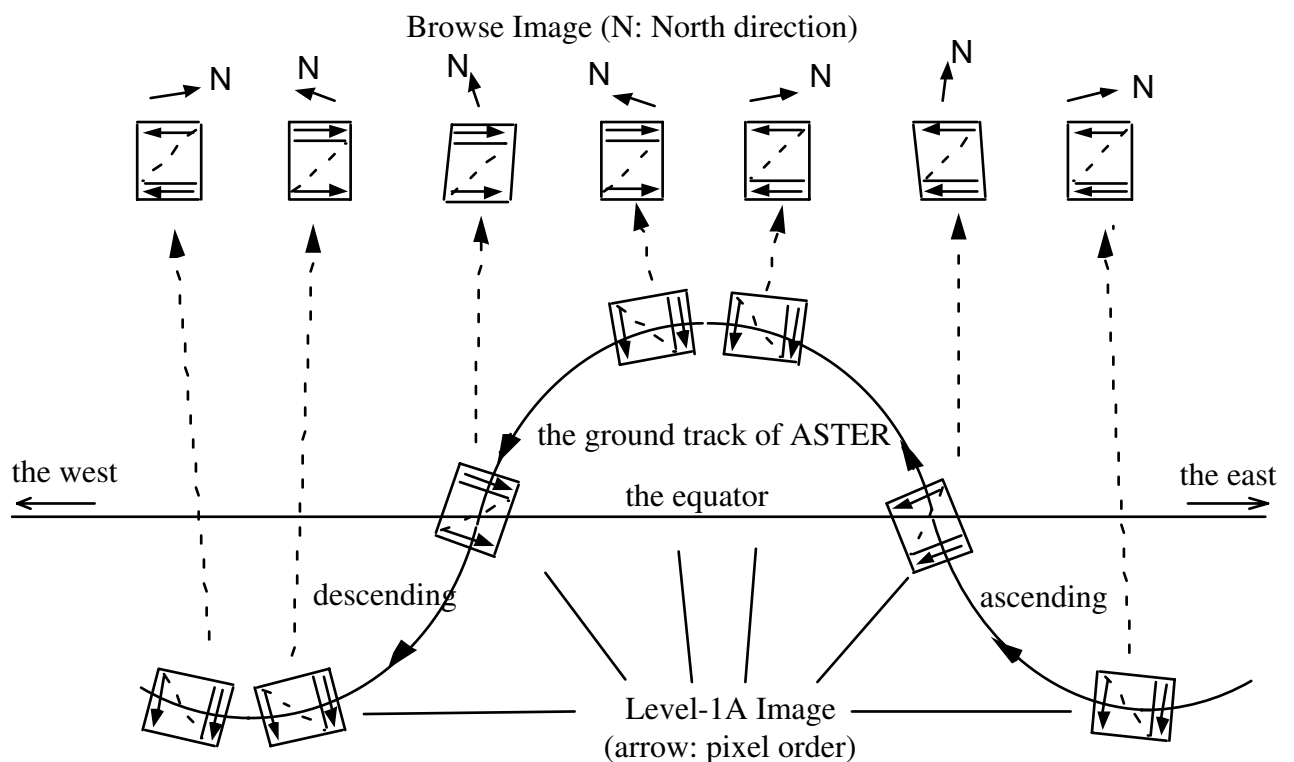 Browse Image (N: North direction)
N
N
N
N
N
N
N
the ground track of ASTER
the west
the equator
the east
descending
ascending
Level-1A Image
(arrow: pixel order)